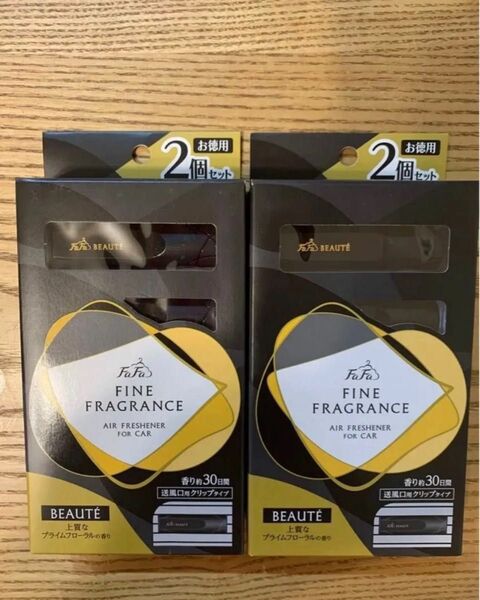 お徳用
2個セット
FaFa BEAUTÉ
FaFa
FINE
FRAGRANCE
AIR FRESHENER
FOR CAR
香り約30日間
送風口用クリップタイプ
BEAUTÉ
上質な
プライムフローラルの香り
お徳用
2個セット
FaFa BEAUTÉ
FaFa
FINE
FRAGRANCE
AIR FRESHENER
FOR CAR
香り約30日間
送風口用クリップタイプ
BEAUTÉ
上質な
プライムフローラルの香り